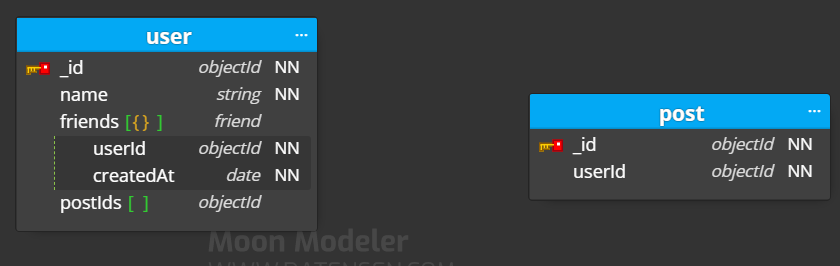 user ...
_id objectId NN
name string NN
friends [{} ] friend
userId objectId NN
createdAt date NN
postIds [ ] objectId
post ...
_id objectId NN
userId objectId NN
Moon Modeler